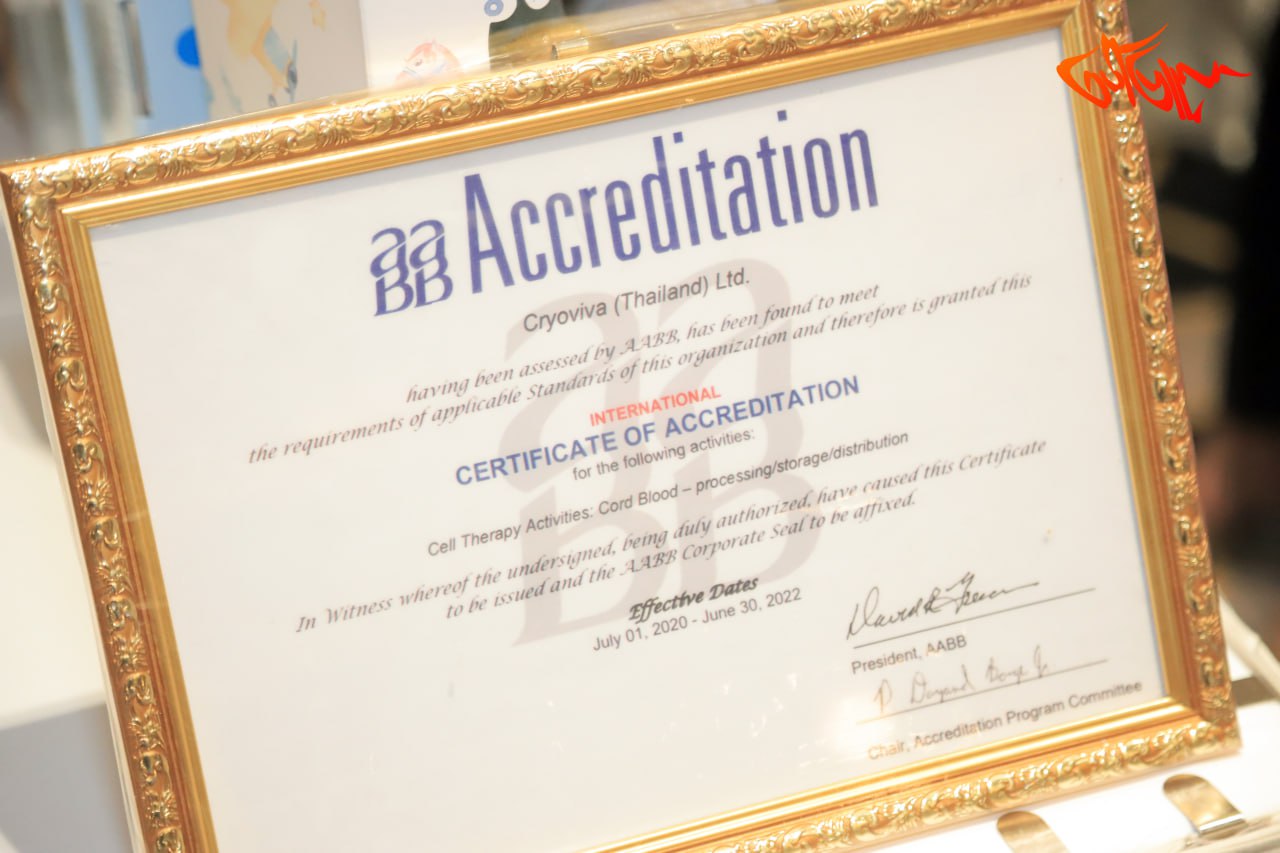 aaBB Accreditation
Cryoviva (Thailand) Ltd.
having been assessed by AABB, has been found to meet
the requirements of applicable Standards of this organization and therefore is granted this
INTERNATIONAL
CERTIFICATE OF ACCREDITATION
for the following activities:
Cell Therapy Activities: Cord Blood – processing/storage/distribution
In Witness whereof the undersigned, being duly authorized, have caused this Certificate
to be issued and the AABB Corporate Seal to be affixed.
Effective Dates
July 01, 2020 - June 30, 2022
President, AABB
Chair, Accreditation Program Committee